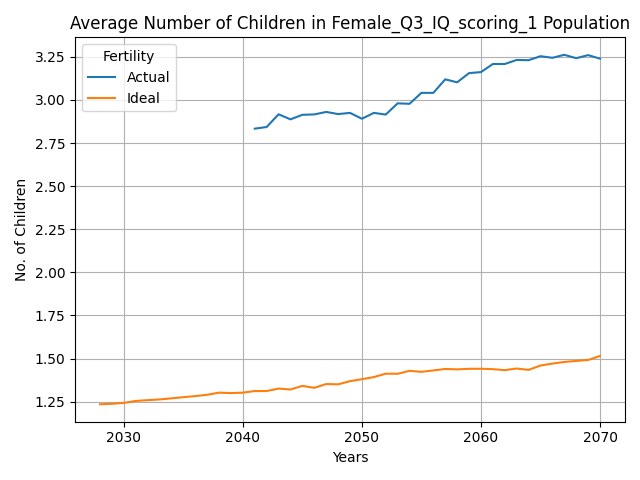 Average Number of Children in Female_Q3_IQ_scoring_1 Population
Fertility
Actual
Ideal
No. of Children
3.25
3.00
2.75
2.50
2.25
2.00
1.75
1.50
1.25
2030 2040 2050 2060 2070
Years